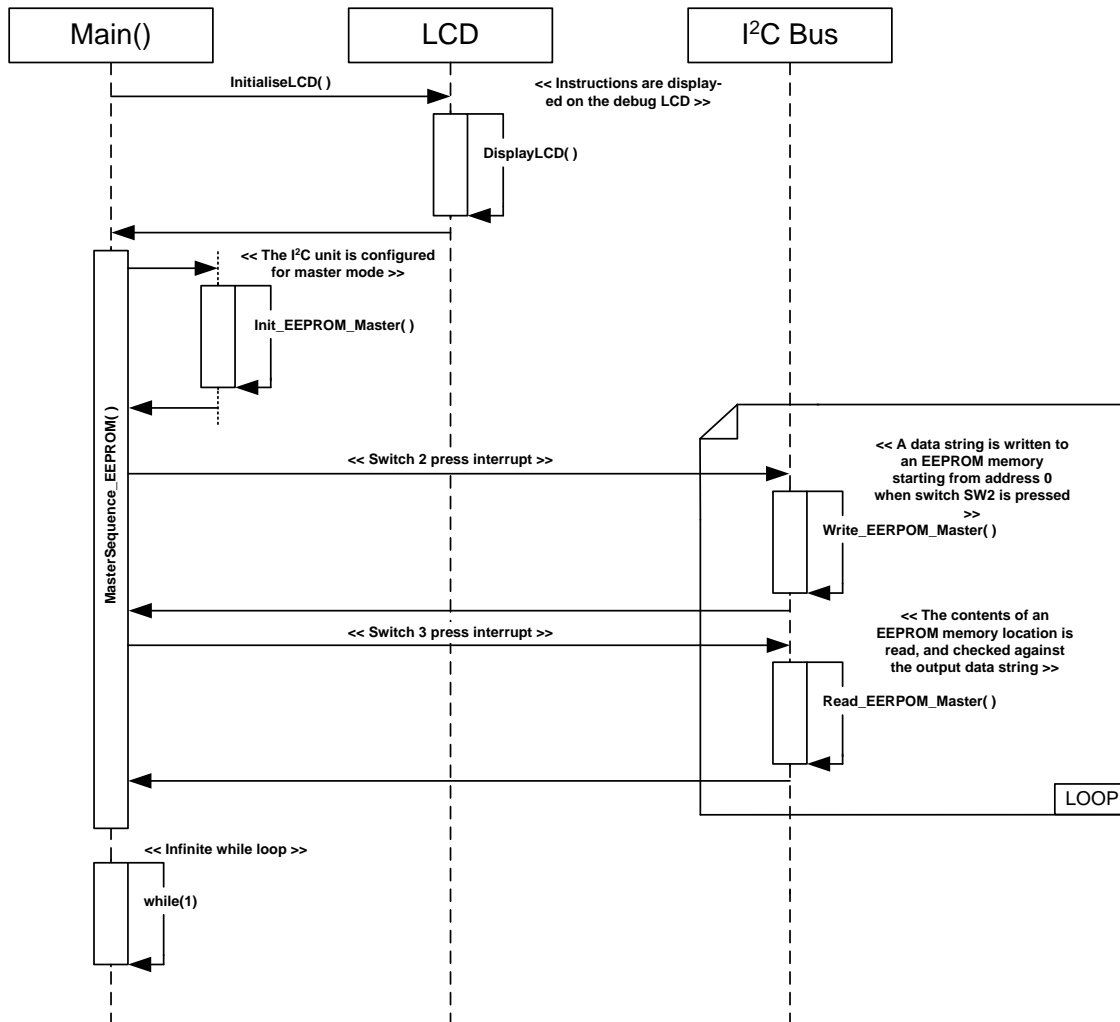 Main()
LCD
I²C Bus
InitialiseLCD( )
<< Instructions are display-
ed on the debug LCD >>
DisplayLCD( )
<< The I²C unit is configured
for master mode >>
Init_EEPROM_Master( )
MasterSequence_EEPROM( )
<< Switch 2 press interrupt >>
<< A data string is written to
an EEPROM memory
starting from address 0
when switch SW2 is pressed
>>
Write_EERPOM_Master( )
<< Switch 3 press interrupt >>
<< The contents of an
EEPROM memory location is
read, and checked against
the output data string >>
Read_EERPOM_Master( )
LOOP
<< Infinite while loop >>
while(1)